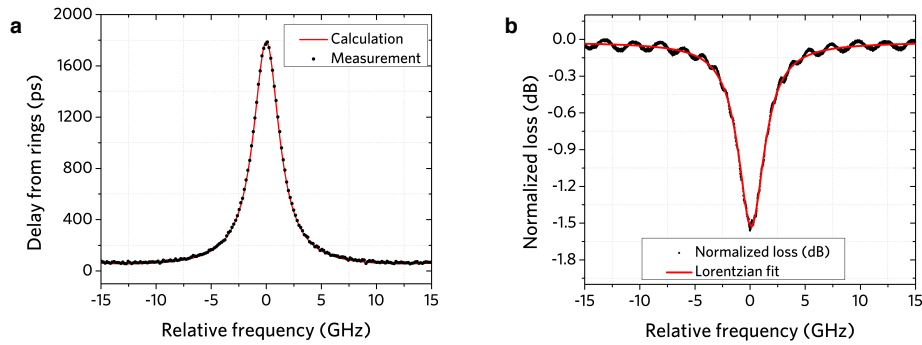 a
Delay from rings (ps)
2000
1600
1200
800
400
0
Calculation
Measurement
-15
-10
-5
0
5
10
15
Relative frequency (GHz)
b
Normalized loss (dB)
0.0
-0.3
-0.6
-0.9
-1.2
-1.5
-1.8
Normalized loss (dB)
Lorentzian fit
-15
-10
-5
0
5
10
15
Relative frequency (GHz)